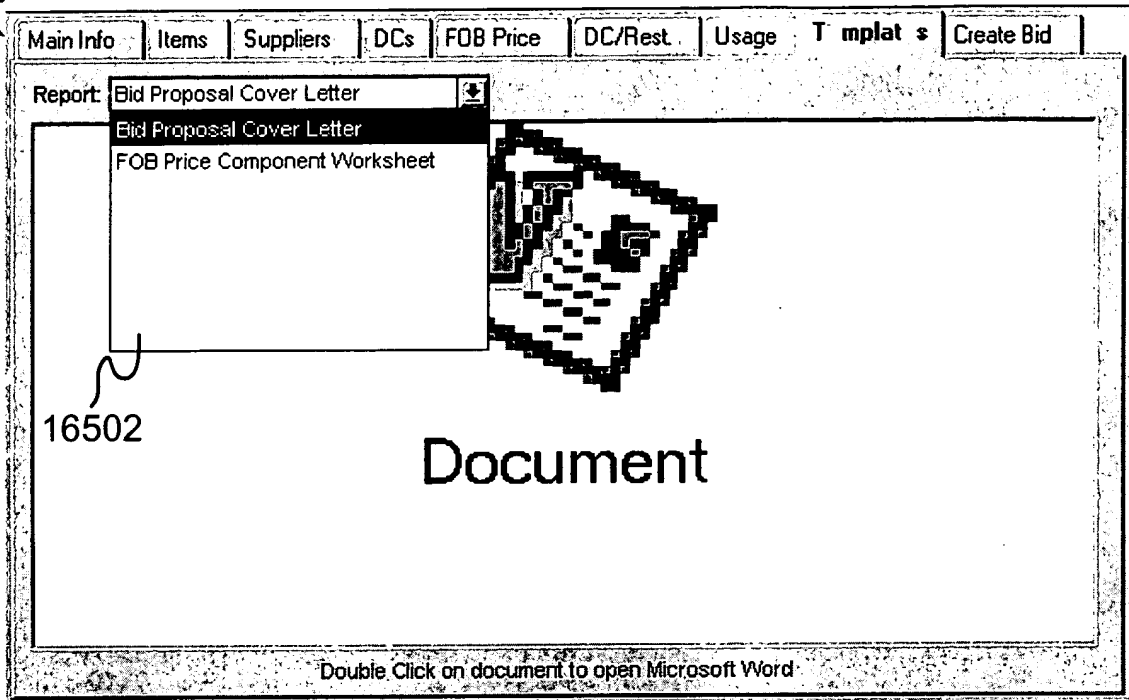 Main Info Items Suppliers DCs FOB Price DC/Rest. Usage T mplat s Create Bid
Report: Bid Proposal Cover Letter
Bid Proposal Cover Letter
FOB Price Component Worksheet
16502
Document
Double Click on document to open Microsoft Word